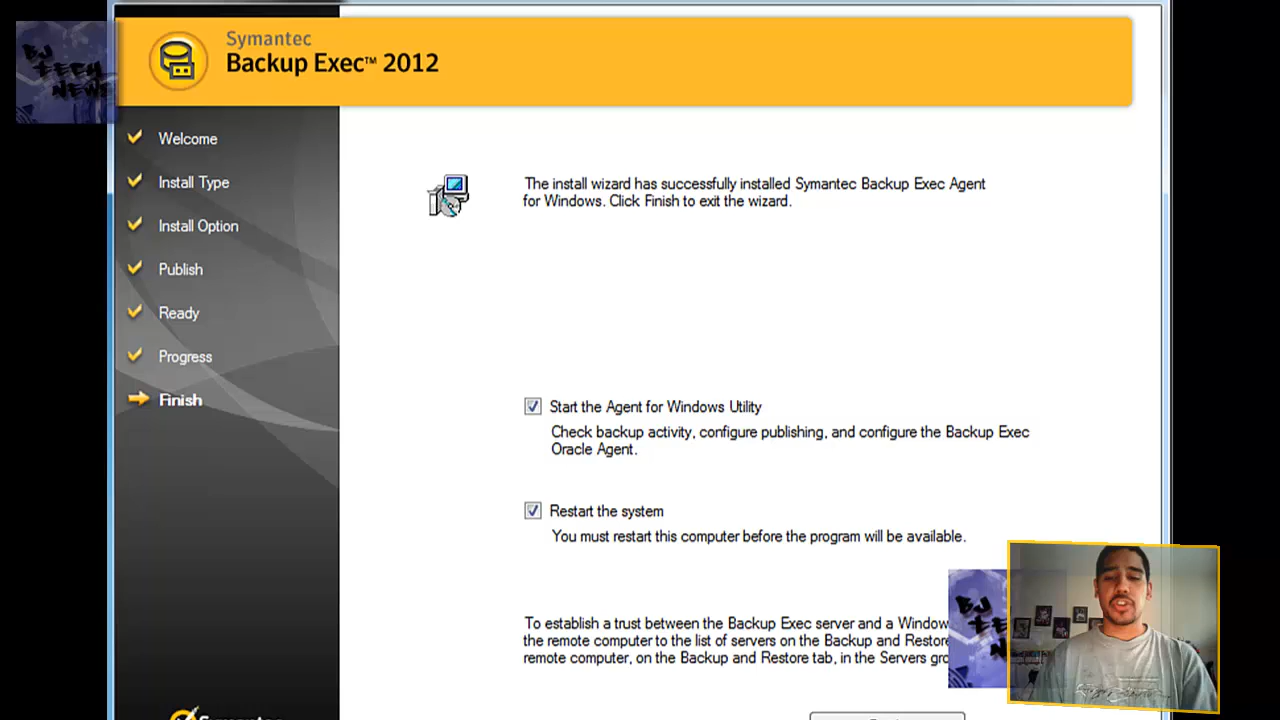 Symantec
Backup Exec™ 2012
BJ
TECH
NEWS
Welcome
Install Type
Install Option
Publish
Ready
Progress
Finish
The install wizard has successfully installed Symantec Backup Exec Agent
for Windows. Click Finish to exit the wizard.
Start the Agent for Windows Utility
Check backup activity, configure publishing, and configure the Backup Exec
Oracle Agent.
Restart the system
You must restart this computer before the program will be available.
To establish a trust between the Backup Exec server and a Window
the remote computer to the list of servers on the Backup and Restore
remote computer, on the Backup and Restore tab, in the Servers gro
BJ
Symantec